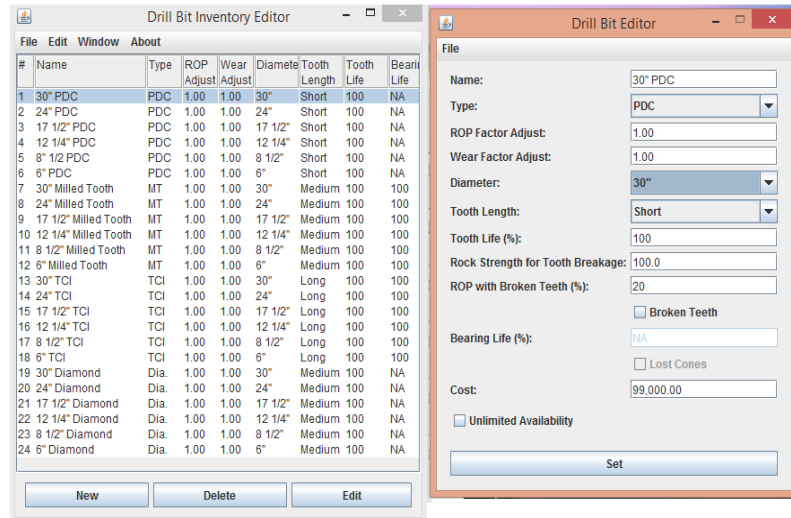 Drill Bit Inventory Editor
File Edit Window About
# Name Type ROP Adjust Wear Adjust Diamete Tooth Length Tooth Life Beari Life
1 30" PDC PDC 1.00 1.00 30" Short 100 NA
2 24" PDC PDC 1.00 1.00 24" Short 100 NA
3 17 1/2" PDC PDC 1.00 1.00 17 1/2" Short 100 NA
4 12 1/4" PDC PDC 1.00 1.00 12 1/4" Short 100 NA
5 8" 1/2 PDC PDC 1.00 1.00 8 1/2" Short 100 NA
6 6" PDC PDC 1.00 1.00 6" Short 100 NA
7 30" Milled Tooth MT 1.00 1.00 30" Medium 100 100
8 24" Milled Tooth MT 1.00 1.00 24" Medium 100 100
9 17 1/2" Milled Tooth MT 1.00 1.00 17 1/2" Medium 100 100
10 12 1/4" Milled Tooth MT 1.00 1.00 12 1/4" Medium 100 100
11 8 1/2" Milled Tooth MT 1.00 1.00 8 1/2" Medium 100 100
12 6" Milled Tooth MT 1.00 1.00 6" Medium 100 100
13 30" TCI TCI 1.00 1.00 30" Long 100 100
14 24" TCI TCI 1.00 1.00 24" Long 100 100
15 17 1/2" TCI TCI 1.00 1.00 17 1/2" Long 100 100
16 12 1/4" TCI TCI 1.00 1.00 12 1/4" Long 100 100
17 8 1/2" TCI TCI 1.00 1.00 8 1/2" Long 100 100
18 6" TCI TCI 1.00 1.00 6" Long 100 100
19 30" Diamond Dia. 1.00 1.00 30" Medium 100 NA
20 24" Diamond Dia. 1.00 1.00 24" Medium 100 NA
21 17 1/2" Diamond Dia. 1.00 1.00 17 1/2" Medium 100 NA
22 12 1/4" Diamond Dia. 1.00 1.00 12 1/4" Medium 100 NA
23 8 1/2" Diamond Dia. 1.00 1.00 8 1/2" Medium 100 NA
24 6" Diamond Dia. 1.00 1.00 6" Medium 100 NA
New Delete Edit
Drill Bit Editor
File
Name: 30" PDC
Type: PDC
ROP Factor Adjust: 1.00
Wear Factor Adjust: 1.00
Diameter: 30"
Tooth Length: Short
Tooth Life (%): 100
Rock Strength for Tooth Breakage: 100.0
ROP with Broken Teeth (%): 20
Broken Teeth
Bearing Life (%): NA
Lost Cones
Cost: 99,000.00
Unlimited Availability
Set